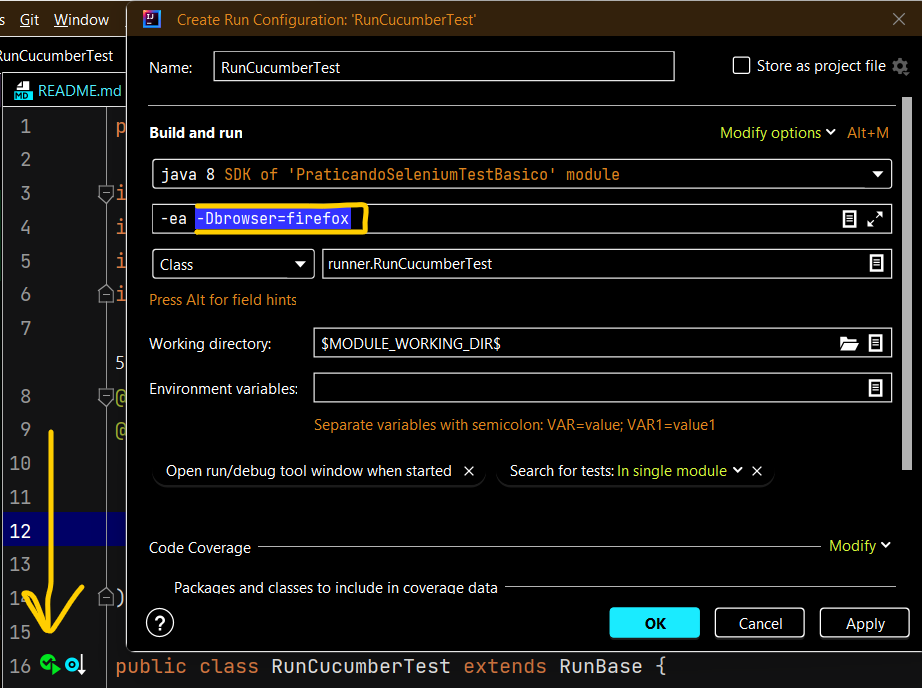 s Git Window
Create Run Configuration: 'RunCucumberTest'
RunCucumberTest
Name: RunCucumberTest Store as project file
MD README.md
1 p
Build and run Modify options Alt+M
2
java 8 SDK of 'PraticandoSeleniumTestBasico' module
3 i
-ea -Dbrowser=firefox
4 i
5 i
Class runner.RunCucumberTest
6 i
Press Alt for field hints
7
Working directory: $MODULE_WORKING_DIR$
5
8 @
Environment variables:
9 @
Separate variables with semicolon: VAR=value; VAR1=value1
10
Open run/debug tool window when started Search for tests: In single module
11
12
Code Coverage Modify
13
Packages and classes to include in coverage data
14 )
? OK Cancel Apply
15
16 public class RunCucumberTest extends RunBase {